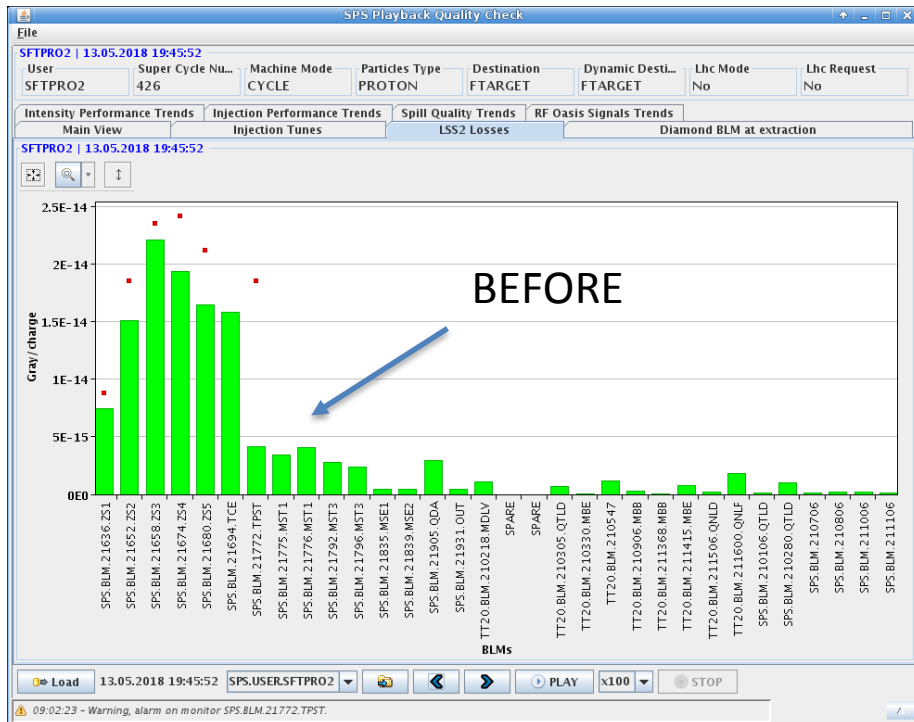 SPS Playback Quality Check
File
SFTPRO2 | 13.05.2018 19:45:52
User Super Cycle Nu... Machine Mode Particles Type Destination Dynamic Desti... Lhc Mode Lhc Request
SFTPRO2 426 CYCLE PROTON FTARGET FTARGET No No
Intensity Performance Trends Injection Performance Trends Spill Quality Trends RF Oasis Signals Trends
Main View Injection Tunes LSS2 Losses Diamond BLM at extraction
SFTPRO2 | 13.05.2018 19:45:52
2.5E-14
2E-14
1.5E-14
1E-14
5E-15
0E0
Gray/charge
BEFORE
SPS.BLM.21636.ZS1
SPS.BLM.21652.ZS2
SPS.BLM.21658.ZS3
SPS.BLM.21674.ZS4
SPS.BLM.21680.ZS5
SPS.BLM.21694.TCE
SPS.BLM.21772.TPST
SPS.BLM.21775.MST1
SPS.BLM.21776.MST1
SPS.BLM.21792.MST3
SPS.BLM.21796.MST3
SPS.BLM.21835.MSE1
SPS.BLM.21839.MSE2
SPS.BLM.21905.QDA
SPS.BLM.21931.OUT
TT20.BLM.210218.MDLV
SPARE
SPARE
TT20.BLM.210305.QTLD
TT20.BLM.210330.MBE
TT20.BLM.210547
TT20.BLM.210906.MBB
TT20.BLM.211368.MBB
TT20.BLM.211415.MBE
TT20.BLM.211506.QNLD
TT20.BLM.211600.QNLF
SPS.BLM.210106.QTLD
SPS.BLM.210280.QTLD
SPS.BLM.210706
SPS.BLM.210806
SPS.BLM.211006
SPS.BLM.211106
BLMs
Load 13.05.2018 19:45:52 SPS.USER.SFTPRO2 PLAY x100 STOP
09:02:23 - Warning, alarm on monitor SPS.BLM.21772.TPST.